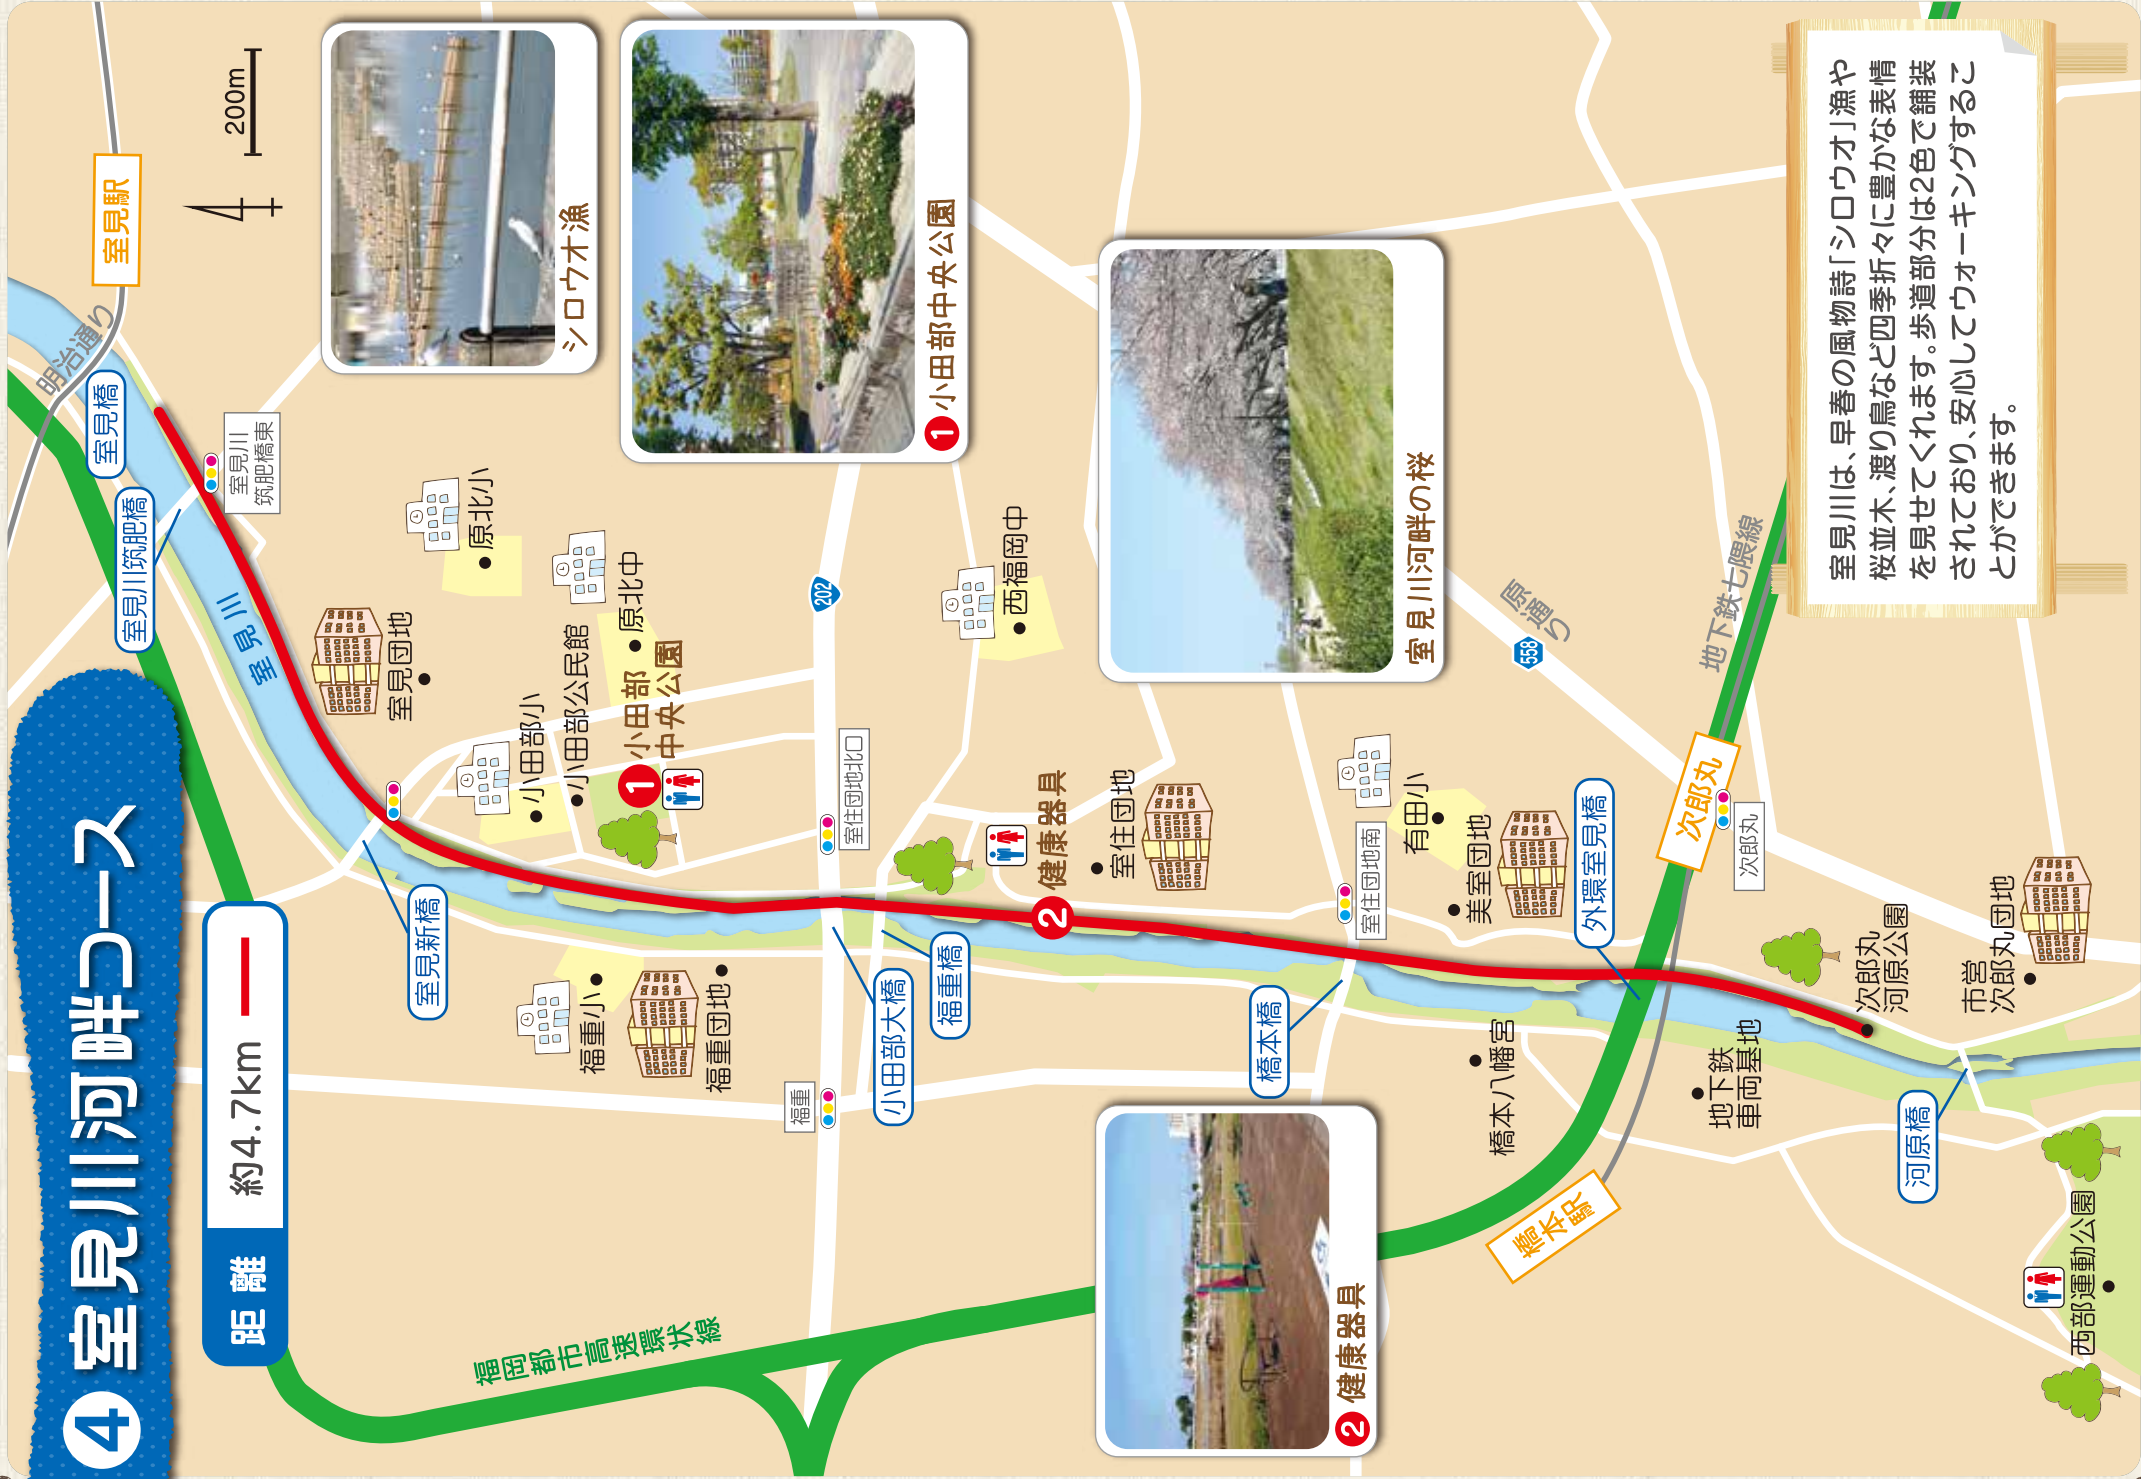 4 室見川河畔コース
距離 約4.7km
明治通り
室見駅
200m
室見橋
室見川筑肥橋
室見川
筑肥橋東
室見川
シロウオ漁
1 小田部中央公園
原北小
室見団地
原北中
小田部小
小田部公民館
1 小田部
中央公園
202
西福岡中
室見新橋
室住団地北口
福重小
福重団地
福重
小田部大橋
福重橋
2 健康器具
室住団地
室見川河畔の桜
原通り
558
有田小
室住団地南
美室団地
外環室見橋
橋本橋
橋本八幡宮
地下鉄七隈線
次郎丸
次郎丸
次郎丸
河原公園
市営
次郎丸団地
地下鉄
車両基地
河原橋
橋本駅
西部運動公園
福岡都市高速環状線
2 健康器具
室見川は、早春の風物詩「シロウオ」漁や
桜並木、渡り鳥など四季折々に豊かな表情
を見せてくれます。歩道部分は2色で舗装
されており、安心してウォーキングするこ
とができます。